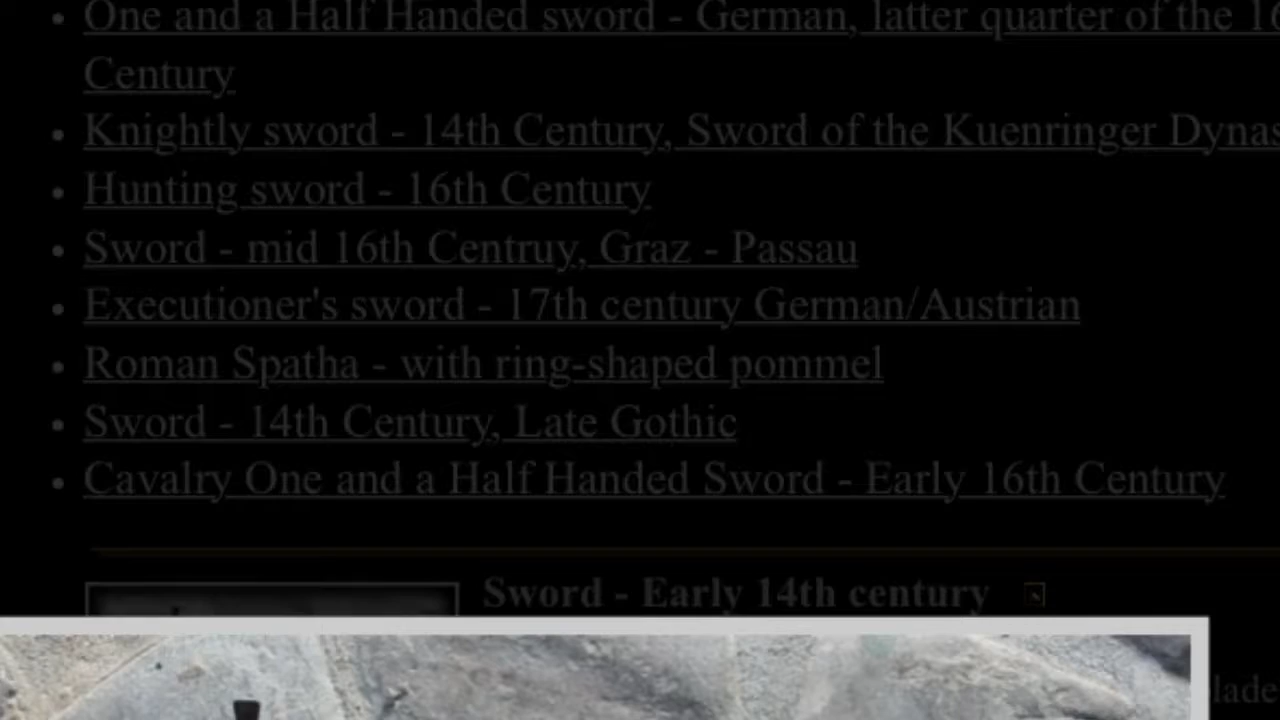 One and a Half Handed sword - German, latter quarter of the 16
Century
Knightly sword - 14th Century, Sword of the Kuenringer Dynas
Hunting sword - 16th Century
Sword - mid 16th Centruy, Graz - Passau
Executioner's sword - 17th century German/Austrian
Roman Spatha - with ring-shaped pommel
Sword - 14th Century, Late Gothic
Cavalry One and a Half Handed Sword - Early 16th Century
Sword - Early 14th century
lade